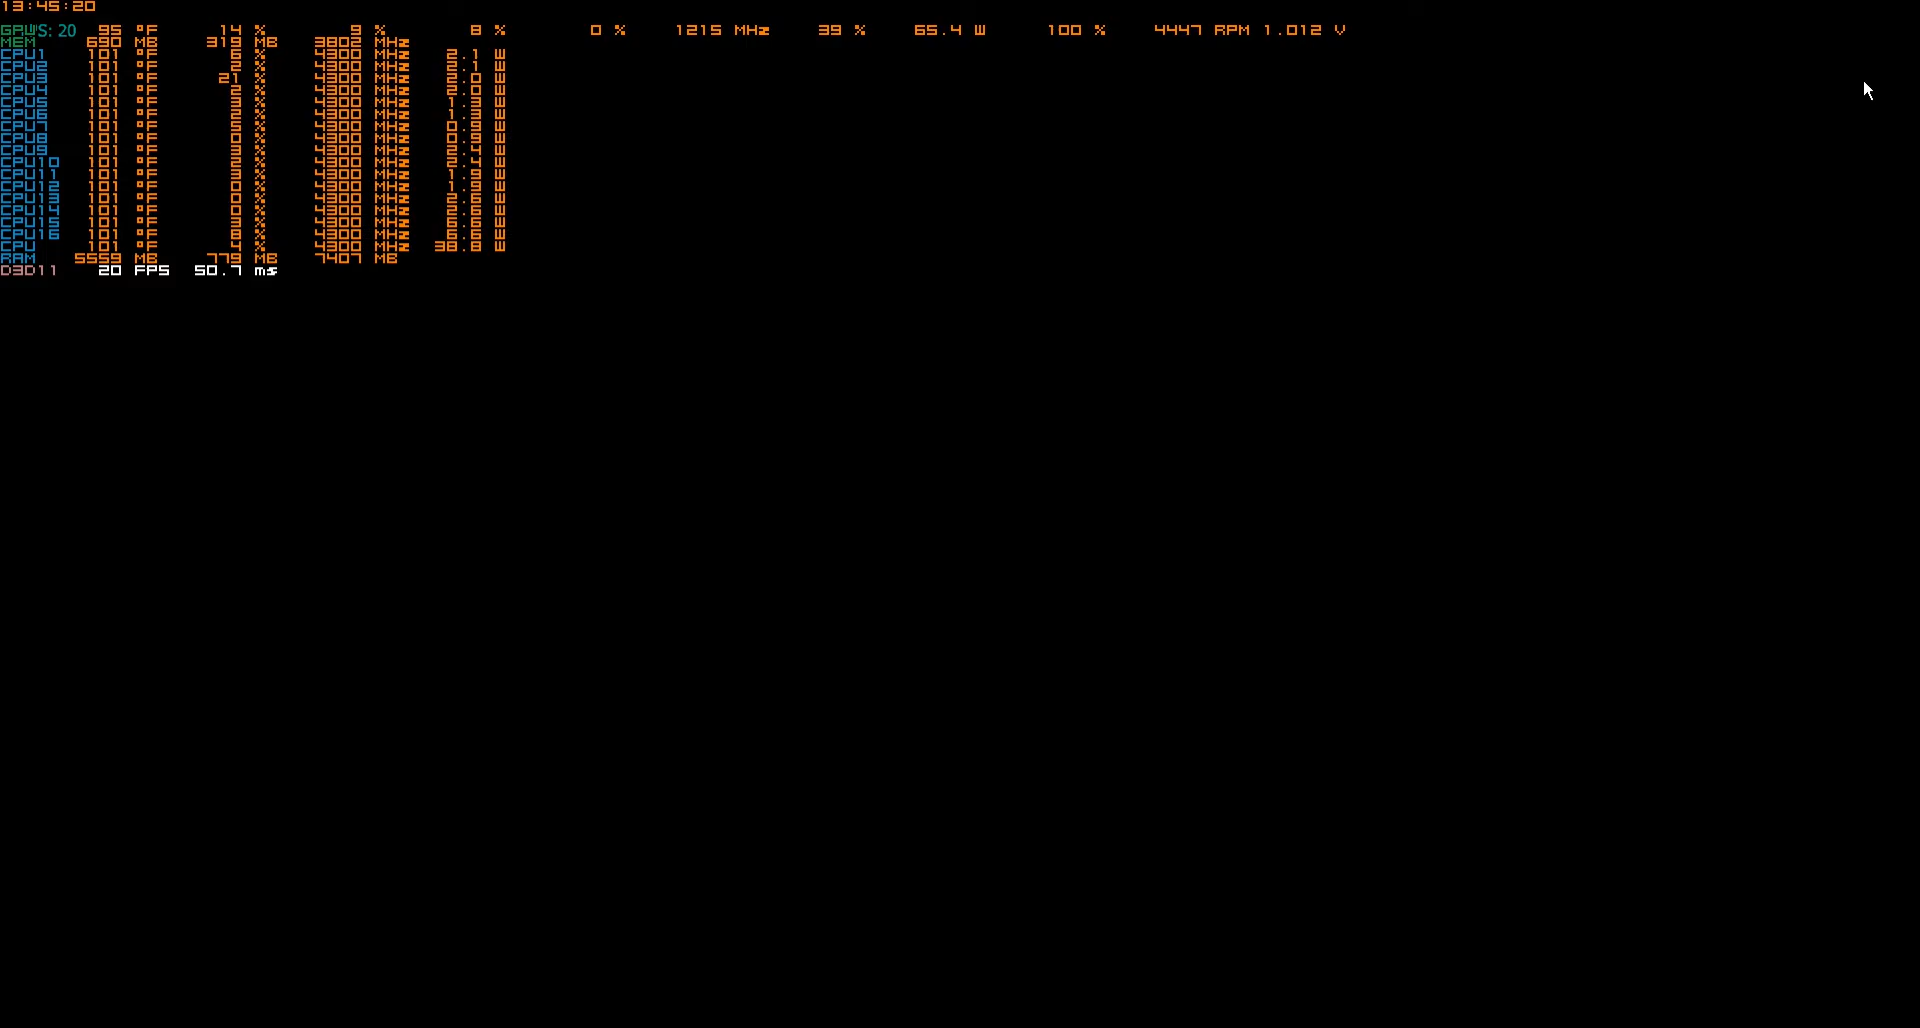 13:45:20
GPU S: 20 95 °F 14 % 9 % 8 % 0 % 1215 MHz 39 % 65.4 W 100 % 4447 RPM 1.012 V
MEM 690 MB 319 MB 3802 MHz
CPU1 101 °F 6 % 4300 MHz 2.1 W
CPU2 101 °F 2 % 4300 MHz 2.1 W
CPU3 101 °F 21 % 4300 MHz 2.0 W
CPU4 101 °F 2 % 4300 MHz 2.0 W
CPU5 101 °F 3 % 4300 MHz 1.3 W
CPU6 101 °F 2 % 4300 MHz 1.3 W
CPU7 101 °F 5 % 4300 MHz 0.9 W
CPU8 101 °F 0 % 4300 MHz 0.9 W
CPU9 101 °F 3 % 4300 MHz 2.4 W
CPU10 101 °F 2 % 4300 MHz 2.4 W
CPU11 101 °F 3 % 4300 MHz 1.9 W
CPU12 101 °F 0 % 4300 MHz 1.9 W
CPU13 101 °F 0 % 4300 MHz 2.6 W
CPU14 101 °F 0 % 4300 MHz 2.6 W
CPU15 101 °F 3 % 4300 MHz 6.6 W
CPU16 101 °F 8 % 4300 MHz 6.6 W
CPU 101 °F 4 % 4300 MHz 38.8 W
RAM 5559 MB 779 MB 7407 MB
D3D11 20 FPS 50.7 ms